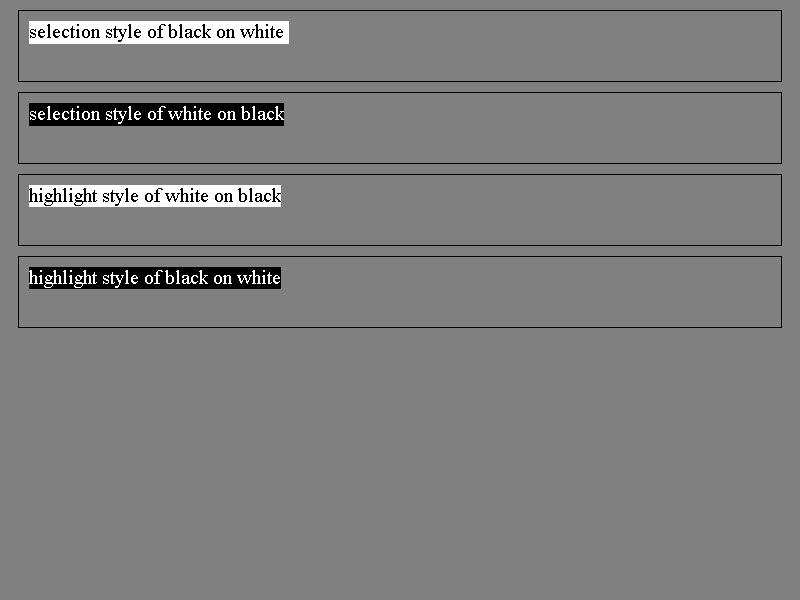 selection style of black on white
selection style of white on black
highlight style of white on black
highlight style of black on white